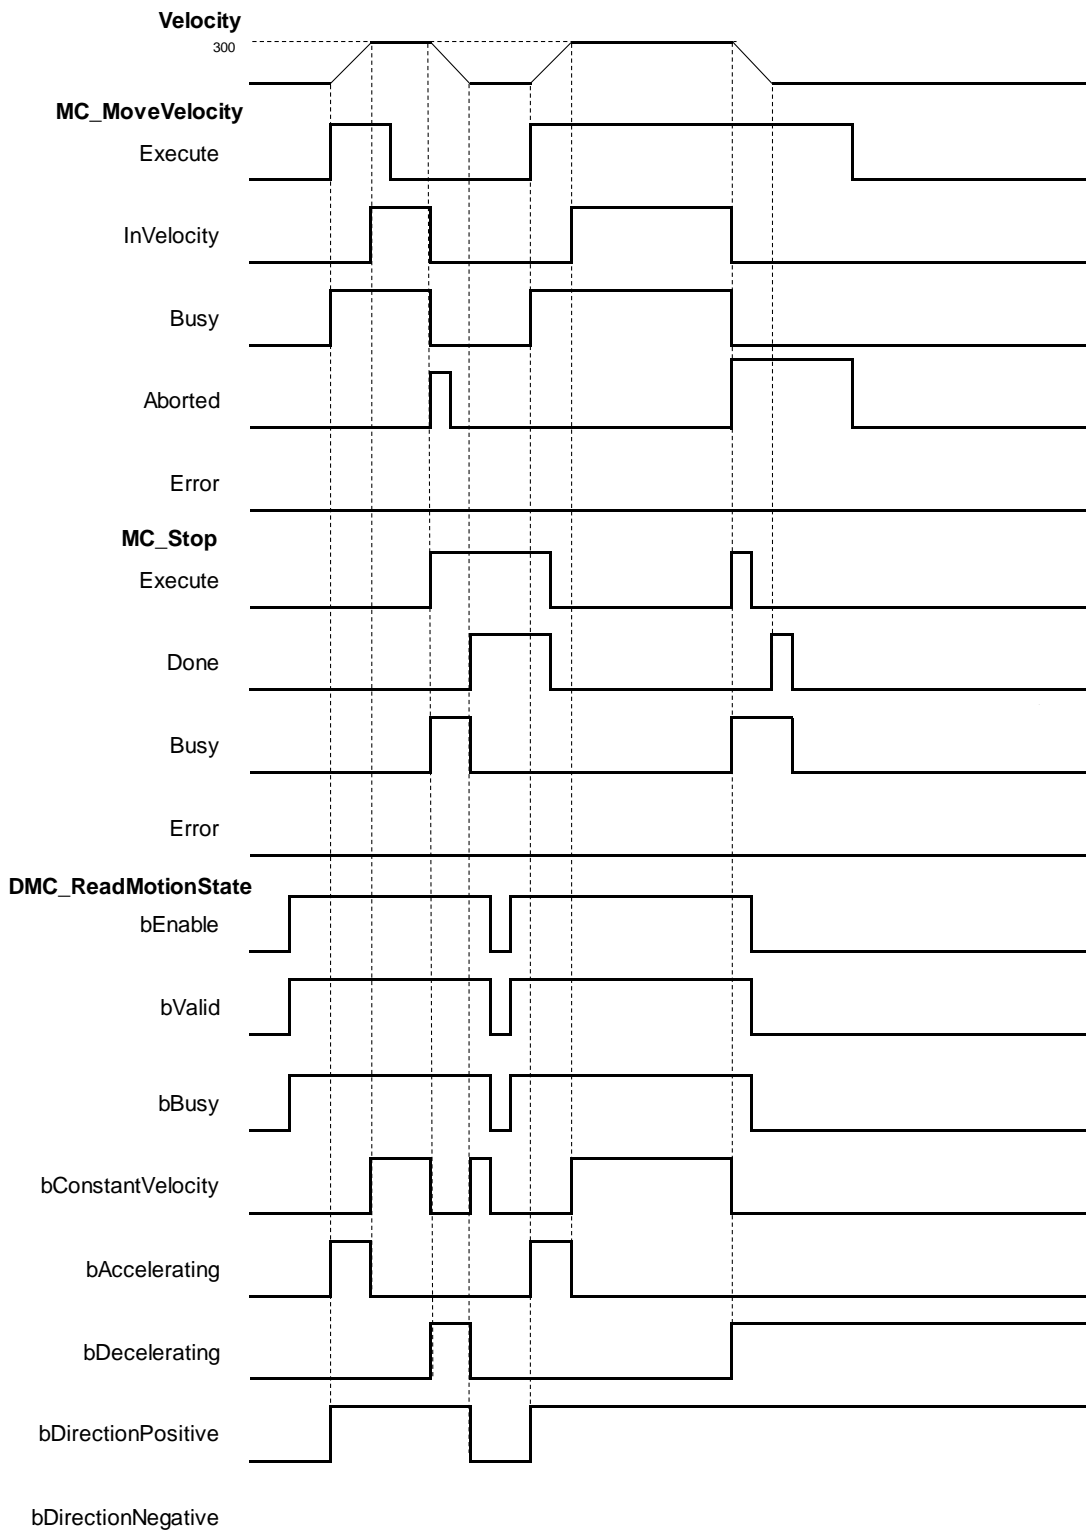 Velocity
300
MC_MoveVelocity
Execute
InVelocity
Busy
Aborted
Error
MC_Stop
Execute
Done
Busy
Error
DMC_ReadMotionState
bEnable
bValid
bBusy
bConstantVelocity
bAccelerating
bDecelerating
bDirectionPositive
bDirectionNegative